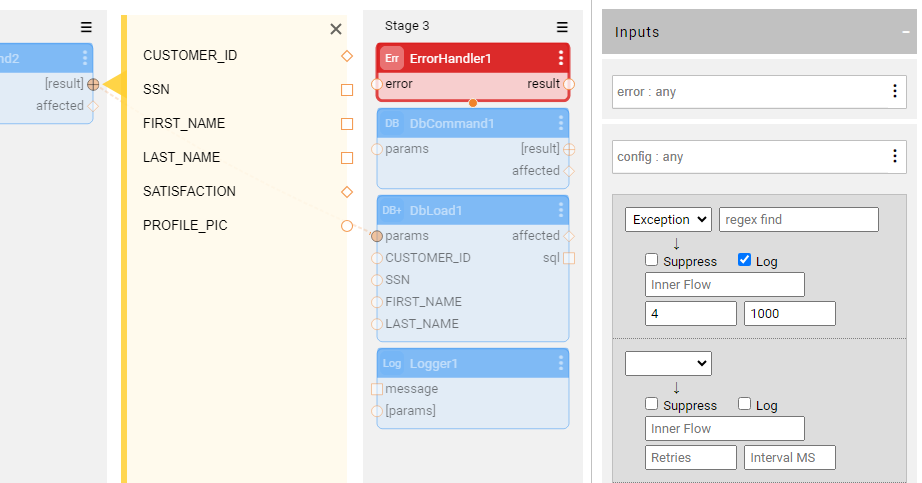 nd2
[result]
affected
CUSTOMER_ID
SSN
FIRST_NAME
LAST_NAME
SATISFACTION
PROFILE_PIC
Stage 3
Err ErrorHandler1
error result
DB DbCommand1
params [result]
affected
DB+ DbLoad1
params affected
CUSTOMER_ID sql
SSN
FIRST_NAME
LAST_NAME
Log Logger1
message
[params]
Inputs
error : any
config : any
Exception regex find
Suppress Log
Inner Flow
4 1000
Suppress Log
Inner Flow
Retries Interval MS